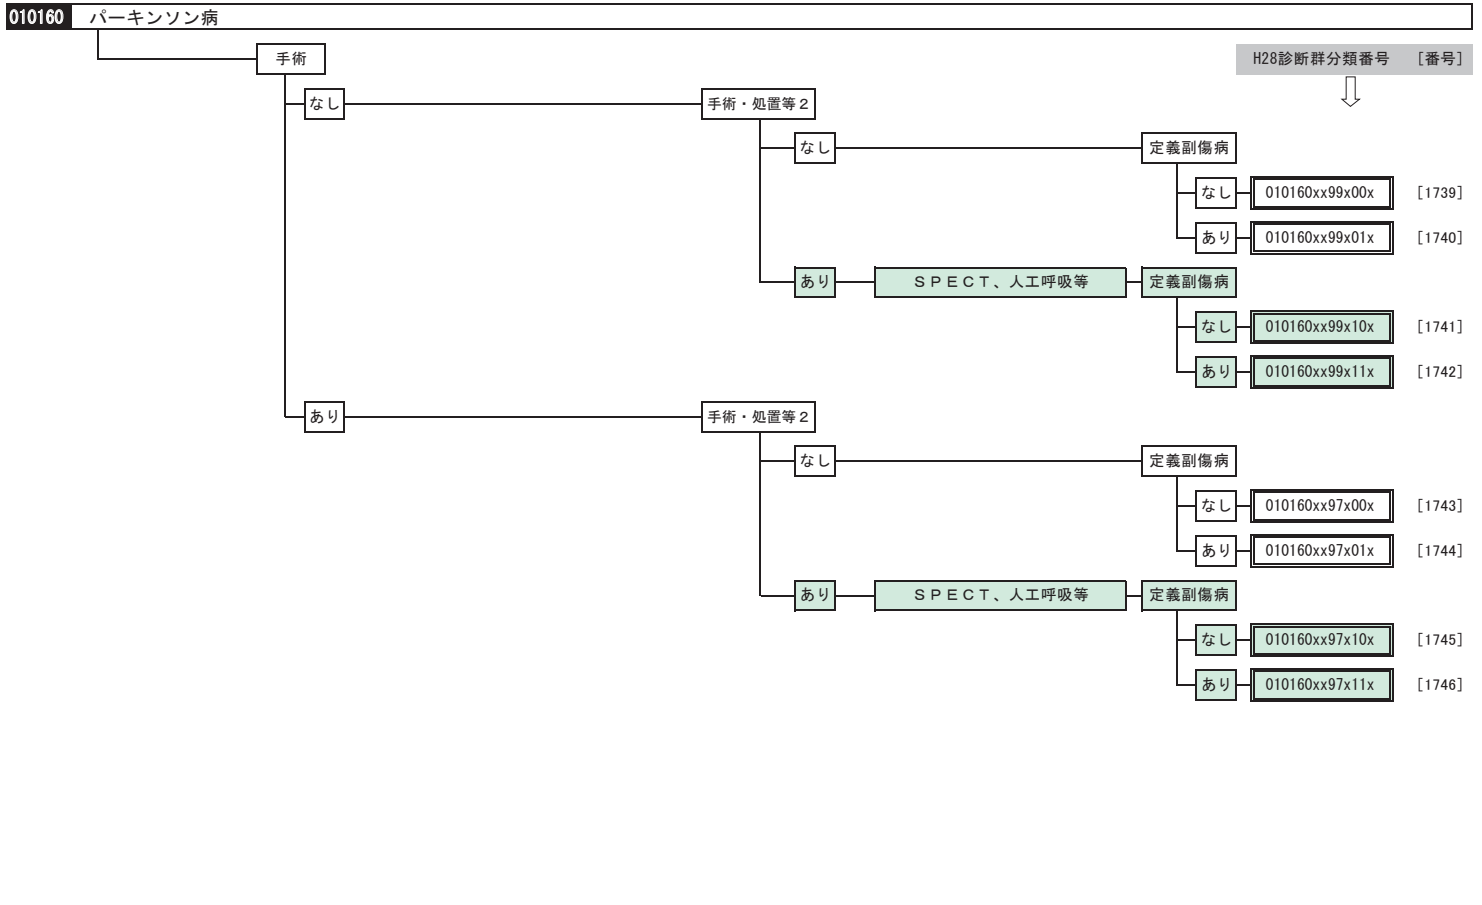 010160 パーキンソン病
手術 H28診断群分類番号 [番号]
なし 手術・処置等２
なし 定義副傷病
なし 010160xx99x00x [1739]
あり 010160xx99x01x [1740]
あり ＳＰＥＣＴ、人工呼吸等 定義副傷病
なし 010160xx99x10x [1741]
あり 010160xx99x11x [1742]
あり 手術・処置等２
なし 定義副傷病
なし 010160xx97x00x [1743]
あり 010160xx97x01x [1744]
あり ＳＰＥＣＴ、人工呼吸等 定義副傷病
なし 010160xx97x10x [1745]
あり 010160xx97x11x [1746]